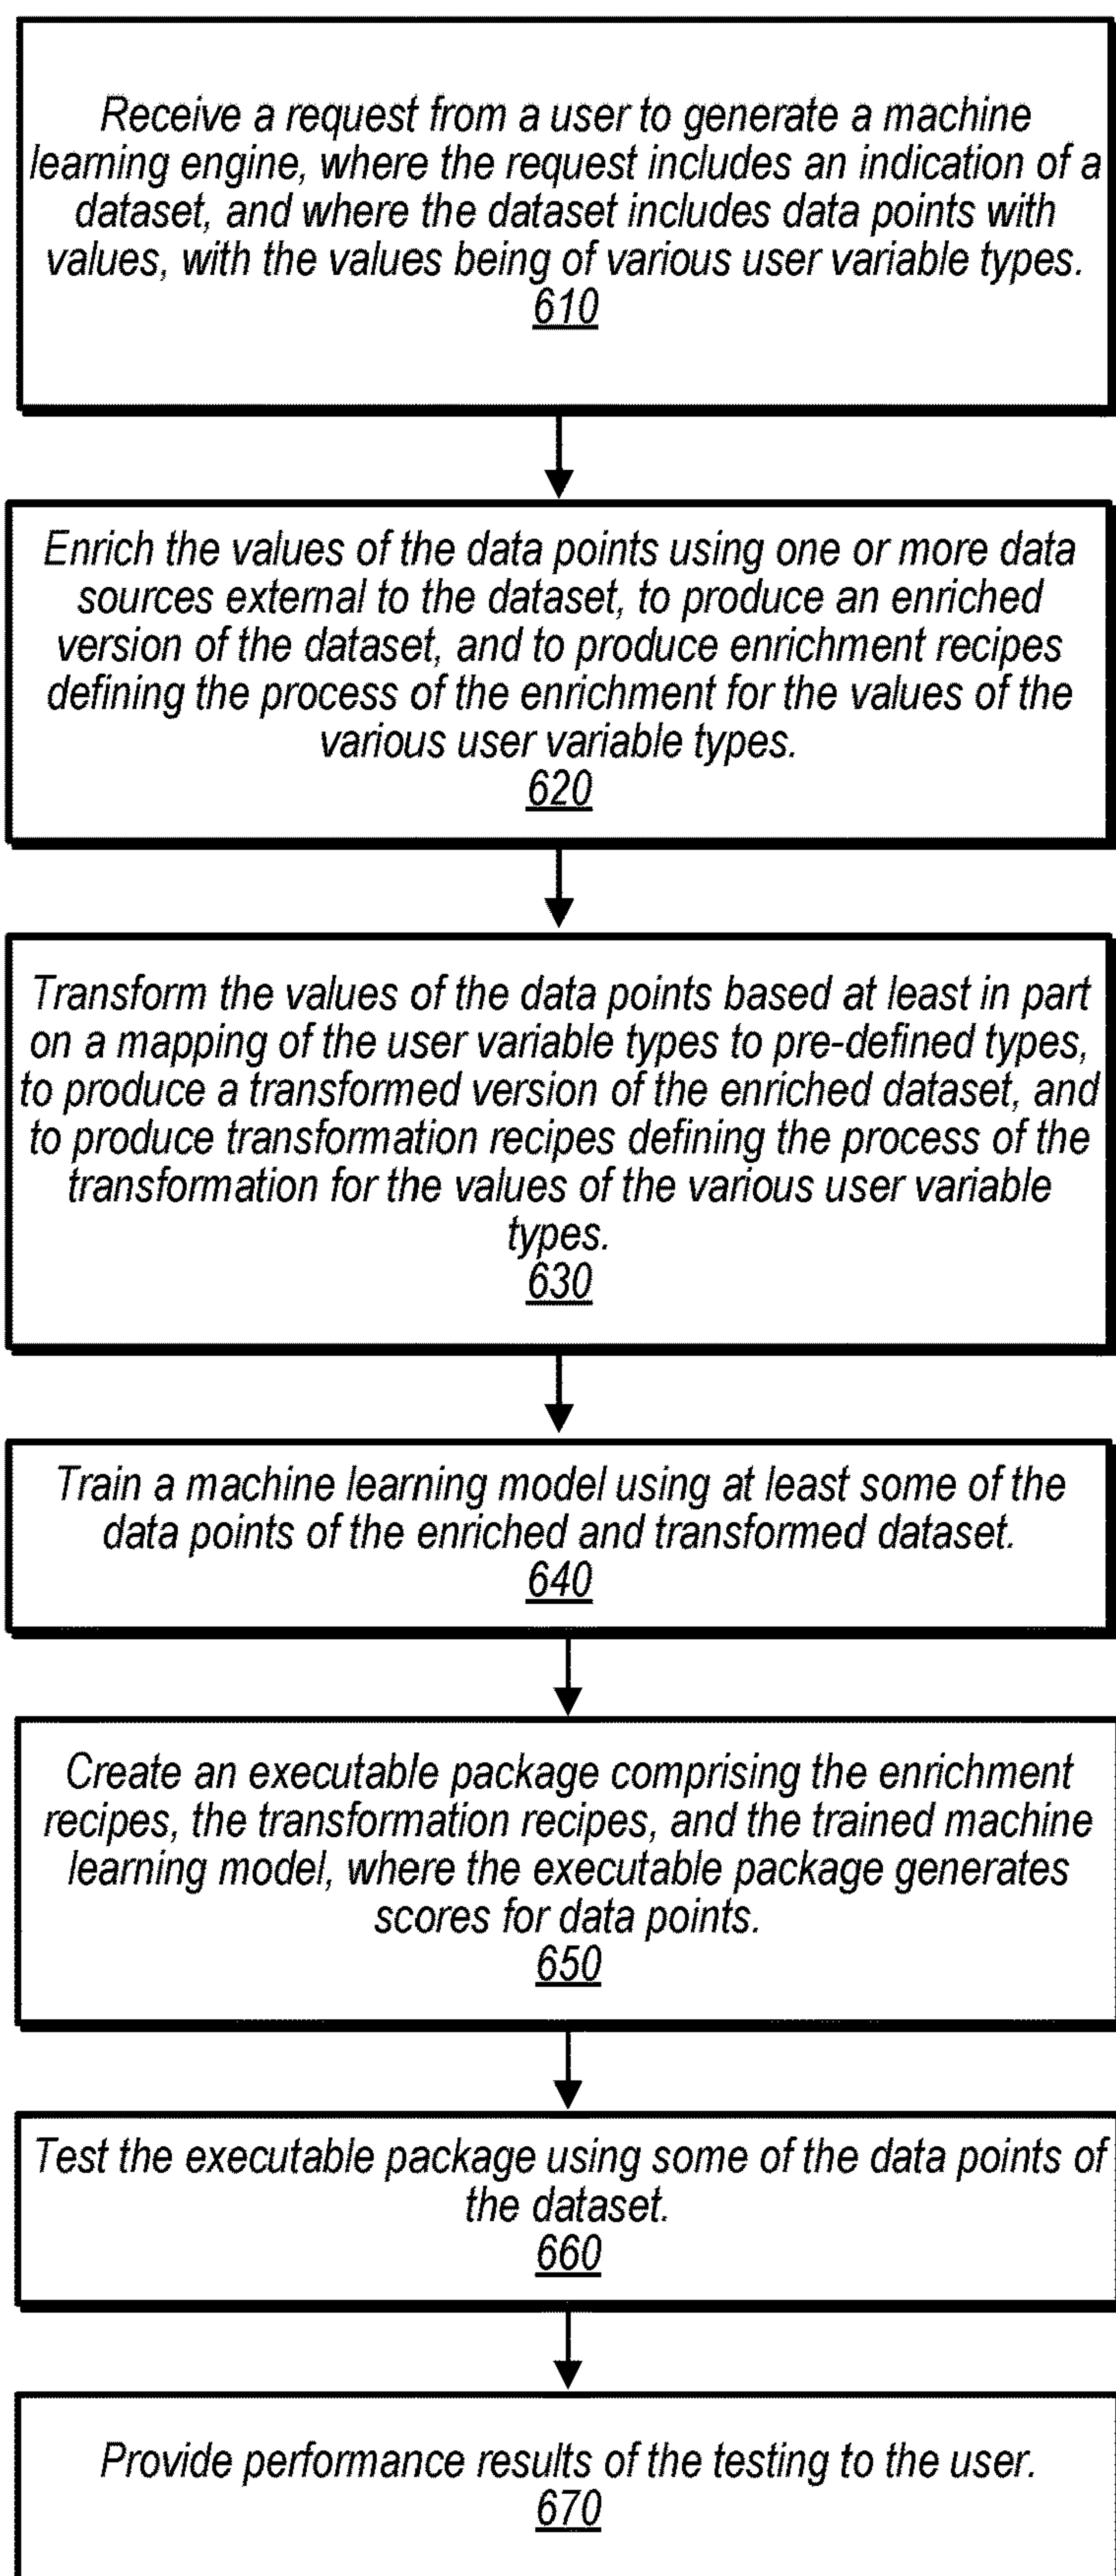 Receive a request from a user to generate a machine
learning engine, where the request includes an indication of a
dataset, and where the dataset includes data points with
values, with the values being of various user variable types.
610
Enrich the values of the data points using one or more data
sources external to the dataset, to produce an enriched
version of the dataset, and to produce enrichment recipes
defining the process of the enrichment for the values of the
various user variable types.
620
Transform the values of the data points based at least in part
on a mapping of the user variable types to pre-defined types,
to produce a transformed version of the enriched dataset, and
to produce transformation recipes defining the process of the
transformation for the values of the various user variable
types.
630
Train a machine learning model using at least some of the
data points of the enriched and transformed dataset.
640
Create an executable package comprising the enrichment
recipes, the transformation recipes, and the trained machine
learning model, where the executable package generates
scores for data points.
650
Test the executable package using some of the data points of
the dataset.
660
Provide performance results of the testing to the user.
670